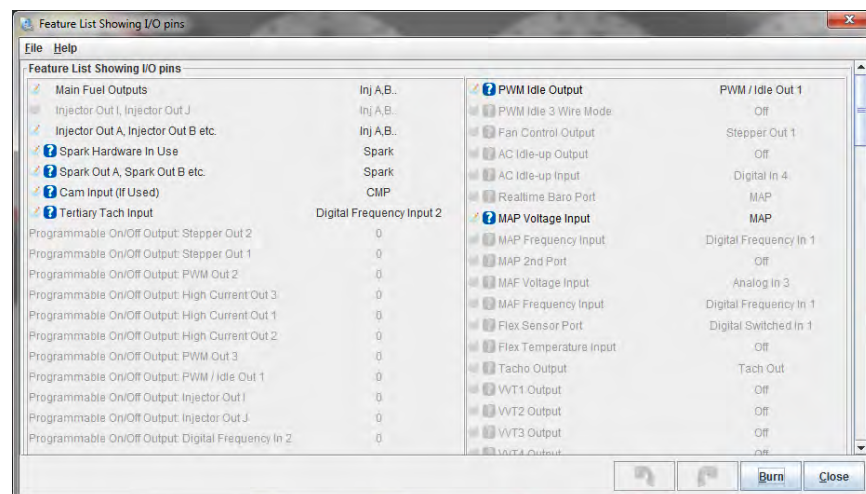 Feature List Showing I/O pins
File Help
Feature List Showing I/O pins
Main Fuel Outputs Inj A,B..
Injector Out I, Injector Out J Inj A,B..
Injector Out A, Injector Out B etc. Inj A,B..
Spark Hardware In Use Spark
Spark Out A, Spark Out B etc. Spark
Cam Input (If Used) CMP
Tertiary Tach Input Digital Frequency Input 2
Programmable On/Off Output: Stepper Out 2 0
Programmable On/Off Output: Stepper Out 1 0
Programmable On/Off Output: PWM Out 2 0
Programmable On/Off Output: High Current Out 3 0
Programmable On/Off Output: High Current Out 1 0
Programmable On/Off Output: High Current Out 2 0
Programmable On/Off Output: PWM Out 3 0
Programmable On/Off Output: PWM / Idle Out 1 0
Programmable On/Off Output: Injector Out I 0
Programmable On/Off Output: Injector Out J 0
Programmable On/Off Output: Digital Frequency In 2 0
PWM Idle Output PWM / Idle Out 1
PWM Idle 3 Wire Mode Off
Fan Control Output Stepper Out 1
AC Idle-up Output Off
AC Idle-up Input Digital In 4
Realtime Baro Port MAP
MAP Voltage Input MAP
MAP Frequency Input Digital Frequency In 1
MAP 2nd Port Off
MAF Voltage Input Analog In 3
MAF Frequency Input Digital Frequency In 1
Flex Sensor Port Digital Switched In 1
Flex Temperature Input Off
Tacho Output Tach Out
VVT1 Output Off
VVT2 Output Off
VVT3 Output Off
VVT4 Output Off
Burn Close